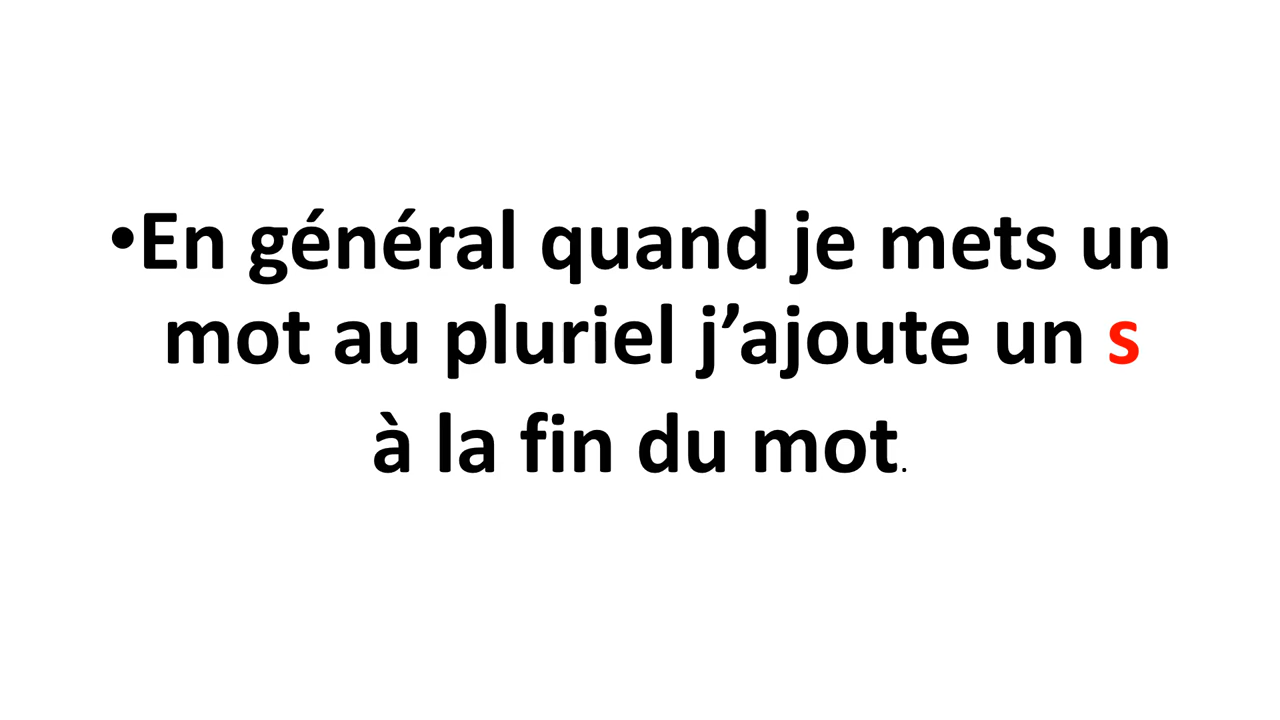 •En général quand je mets un
mot au pluriel j’ajoute un s
à la fin du mot.